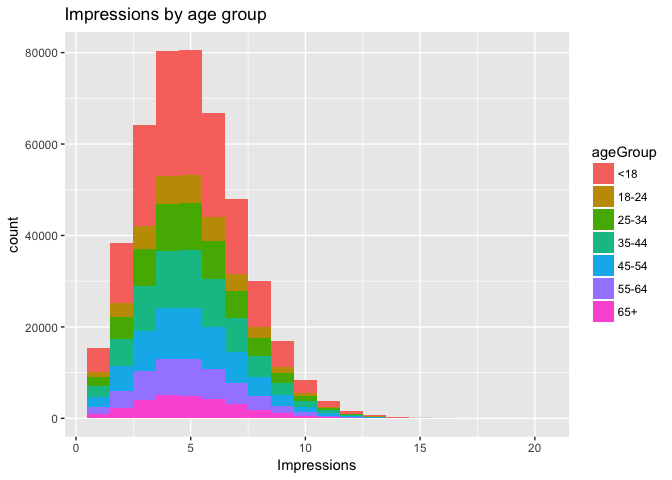 Impressions by age group
80000
60000
40000
20000
0
count
0 5 10 15 20
Impressions
ageGroup
<18
18-24
25-34
35-44
45-54
55-64
65+